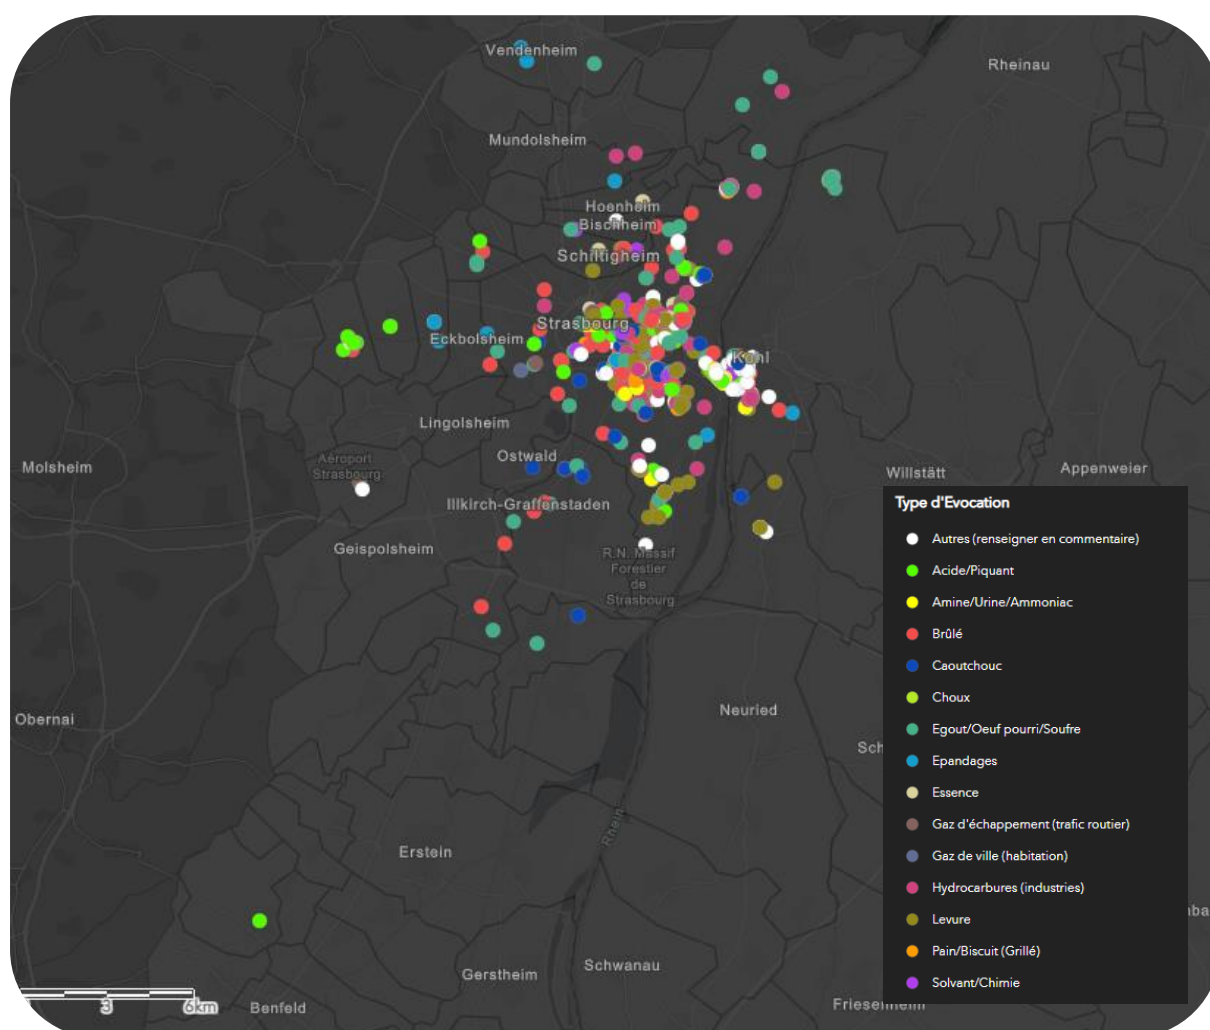 Vendenheim
Rheinau
Mundolsheim
Hoenheim
Bischheim
Schiltigheim
Strasbourg
Eckbolsheim
Kehl
Lingolsheim
Ostwald
Aéroport
Strasbourg
Molsheim
Willstätt
Appenweier
Illkirch-Graffenstaden
Geispolsheim
R.N. Massif
Forestier
de
Strasbourg
Obernai
Neuried
Sch
Rhein
Erstein
Gerstheim
Schwanau
Benfeld
Friesenheim
3
6km
Type d'Evocation
Autres (renseigner en commentaire)
Acide/Piquant
Amine/Urine/Ammoniac
Brûlé
Caoutchouc
Choux
Egout/Oeuf pourri/Soufre
Epandages
Essence
Gaz d'échappement (trafic routier)
Gaz de ville (habitation)
Hydrocarbures (industries)
Levure
Pain/Biscuit (Grillé)
Solvant/Chimie